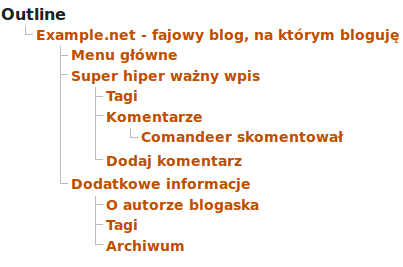 Outline
Example.net - fajowy blog, na którym bloguję
Menu główne
Super hiper ważny wpis
Tagi
Komentarze
Comandeer skomentował
Dodaj komentarz
Dodatkowe informacje
O autorze blogaska
Tagi
Archiwum